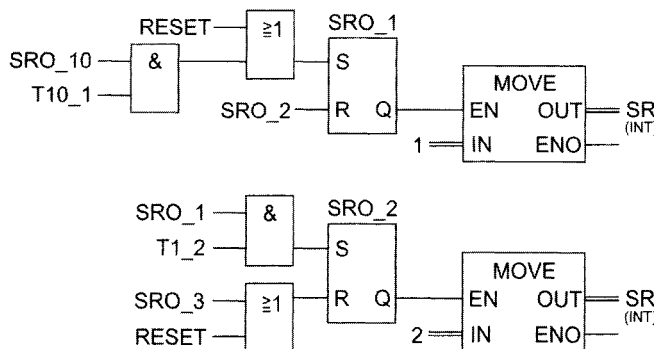 RESET
≧1
SRO_1
SRO_10
&
T10_1
S
MOVE
SRO_2
R Q
EN OUT
SR
(INT)
1
IN ENO
SRO_1
&
SRO_2
T1_2
S
MOVE
SRO_3
≧1
R Q
EN OUT
SR
(INT)
RESET
2
IN ENO